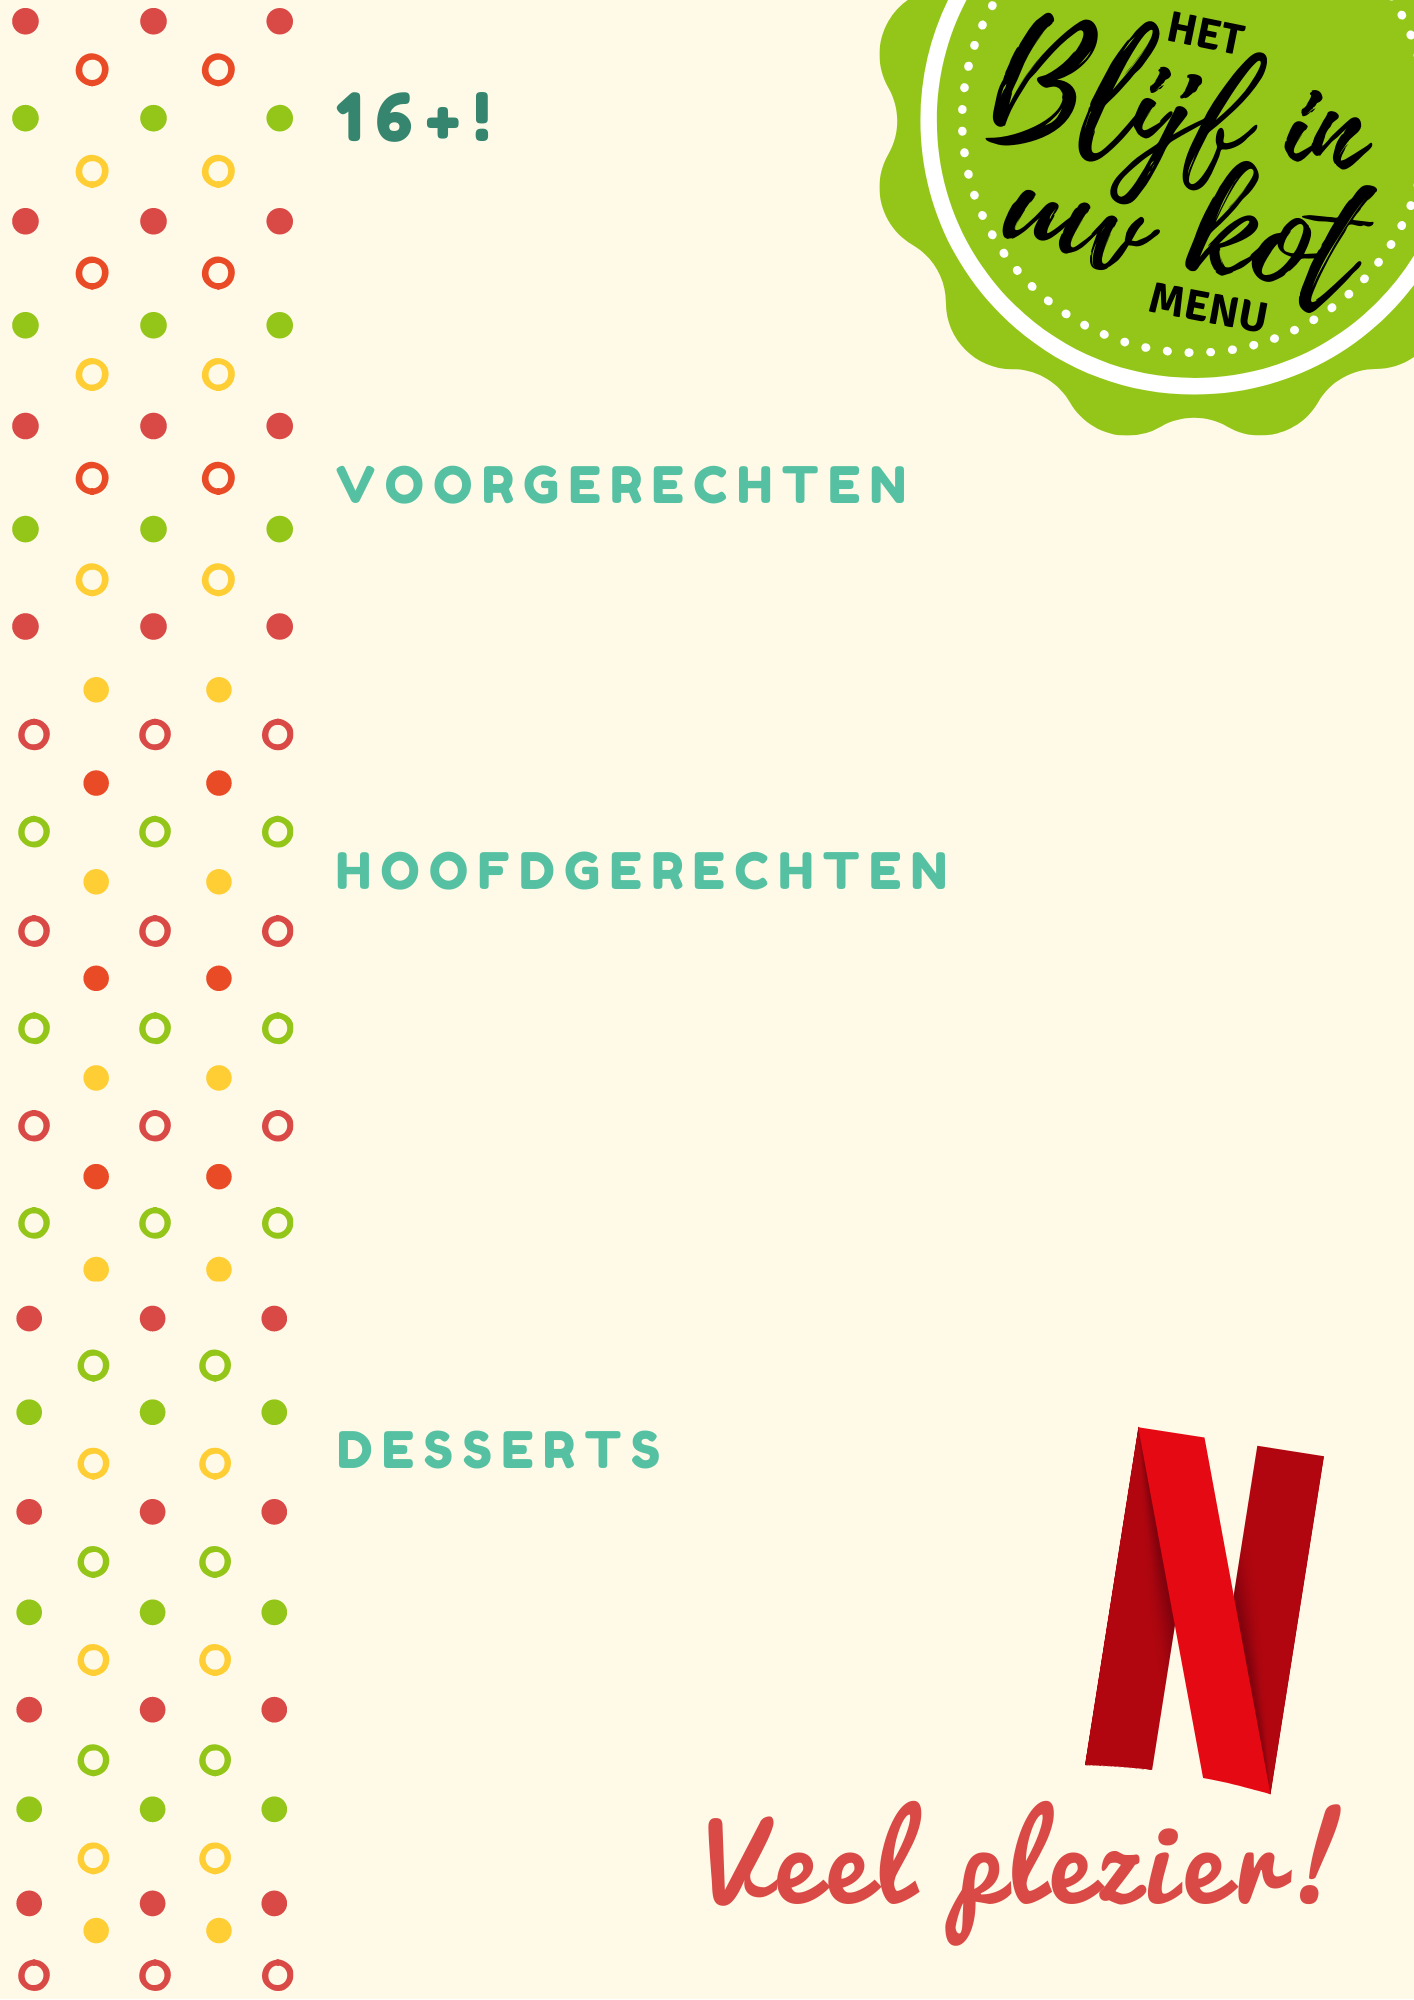 HET
Blijf in
uw kot
MENU
16+!
VOORGERECHTEN
HOOFDGERECHTEN
DESSERTS
N
Veel plezier!